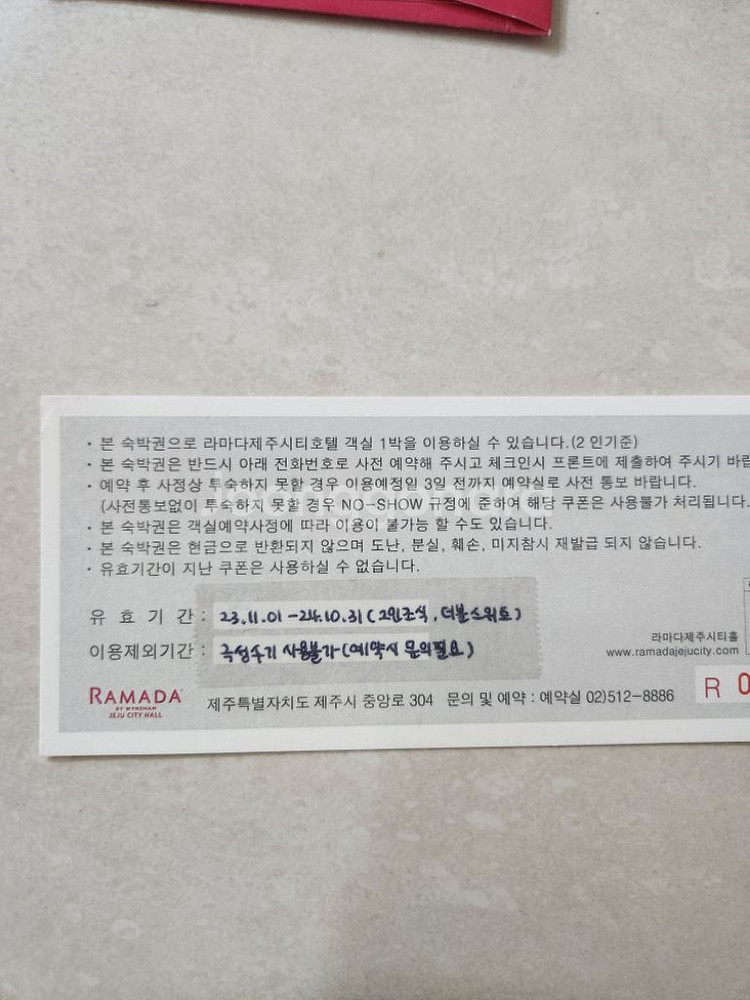 · 본 숙박권으로 라마다제주시티호텔 객실 1박을 이용하실 수 있습니다.(2 인기준)
· 본 숙박권은 반드시 아래 전화번호로 사전 예약해 주시고 체크인시 프론트에 제출하여 주시기 바랍
· 예약 후 사정상 투숙하지 못할 경우 이용예정일 3일 전까지 예약실로 사전 통보 바랍니다.
(사전통보없이 투숙하지 못할 경우 NO-SHOW 규정에 준하여 해당 쿠폰은 사용불가 처리됩니다.
· 본 숙박권은 객실예약사정에 따라 이용이 불가능 할 수도 있습니다.
· 본 숙박권은 현금으로 반환되지 않으며 도난, 분실, 훼손, 미지참시 재발급 되지 않습니다.
· 유효기간이 지난 쿠폰은 사용하실 수 없습니다.
유 효 기 간 : 23.11.01 -24.10.31 (2인조식, 더블스위트)
이용제외기간 : 극성수기 사용불가 (예약시 문의필요)
라마다제주시티홀
www.ramadajejucity.com
RAMADA
BY WYNDHAM
JEJU CITY HALL
제주특별자치도 제주시 중앙로 304 문의 및 예약 : 예약실 02)512-8886
R 0